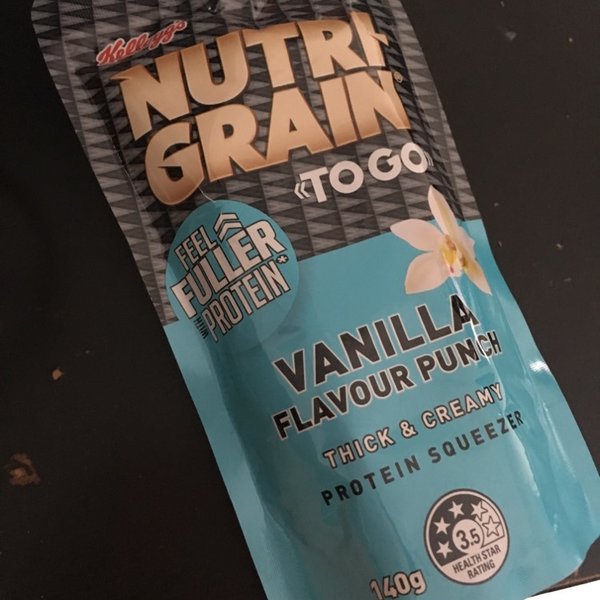 Kellogg's
NUTRI-
GRAIN®
«TO GO»
FEEL
FULLER
WITH
PROTEIN*
VANILLA
FLAVOUR PUNCH
THICK & CREAMY
PROTEIN SQUEEZER
3.5
HEALTH STAR
RATING
140g